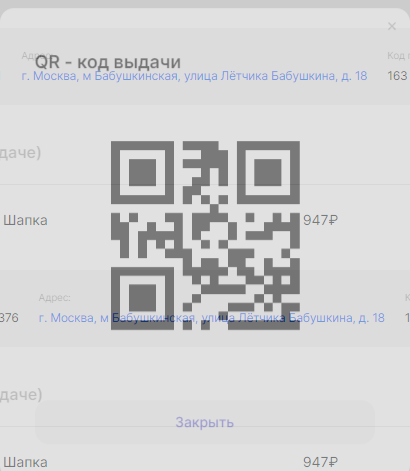 ×
Адрес:
Код
QR - код выдачи
г. Москва, м Бабушкинская, улица Лётчика Бабушкина, д. 18 163
даче)
Шапка 947₽
Адрес:
376 г. Москва, м Бабушкинская, улица Лётчика Бабушкина, д. 18 1
даче)
Закрыть
Шапка 947₽